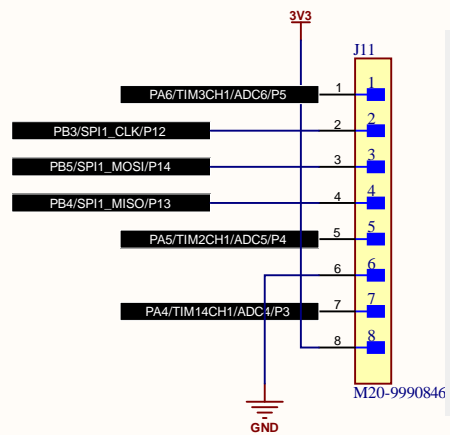 3V3
J11
PA6/TIM3CH1/ADC6/P5 1 1
PB3/SPI1_CLK/P12 2 2
PB5/SPI1_MOSI/P14 3 3
PB4/SPI1_MISO/P13 4 4
PA5/TIM2CH1/ADC5/P4 5 5
6 6
PA4/TIM14CH1/ADC4/P3 7 7
8 8
M20-9990846
GND